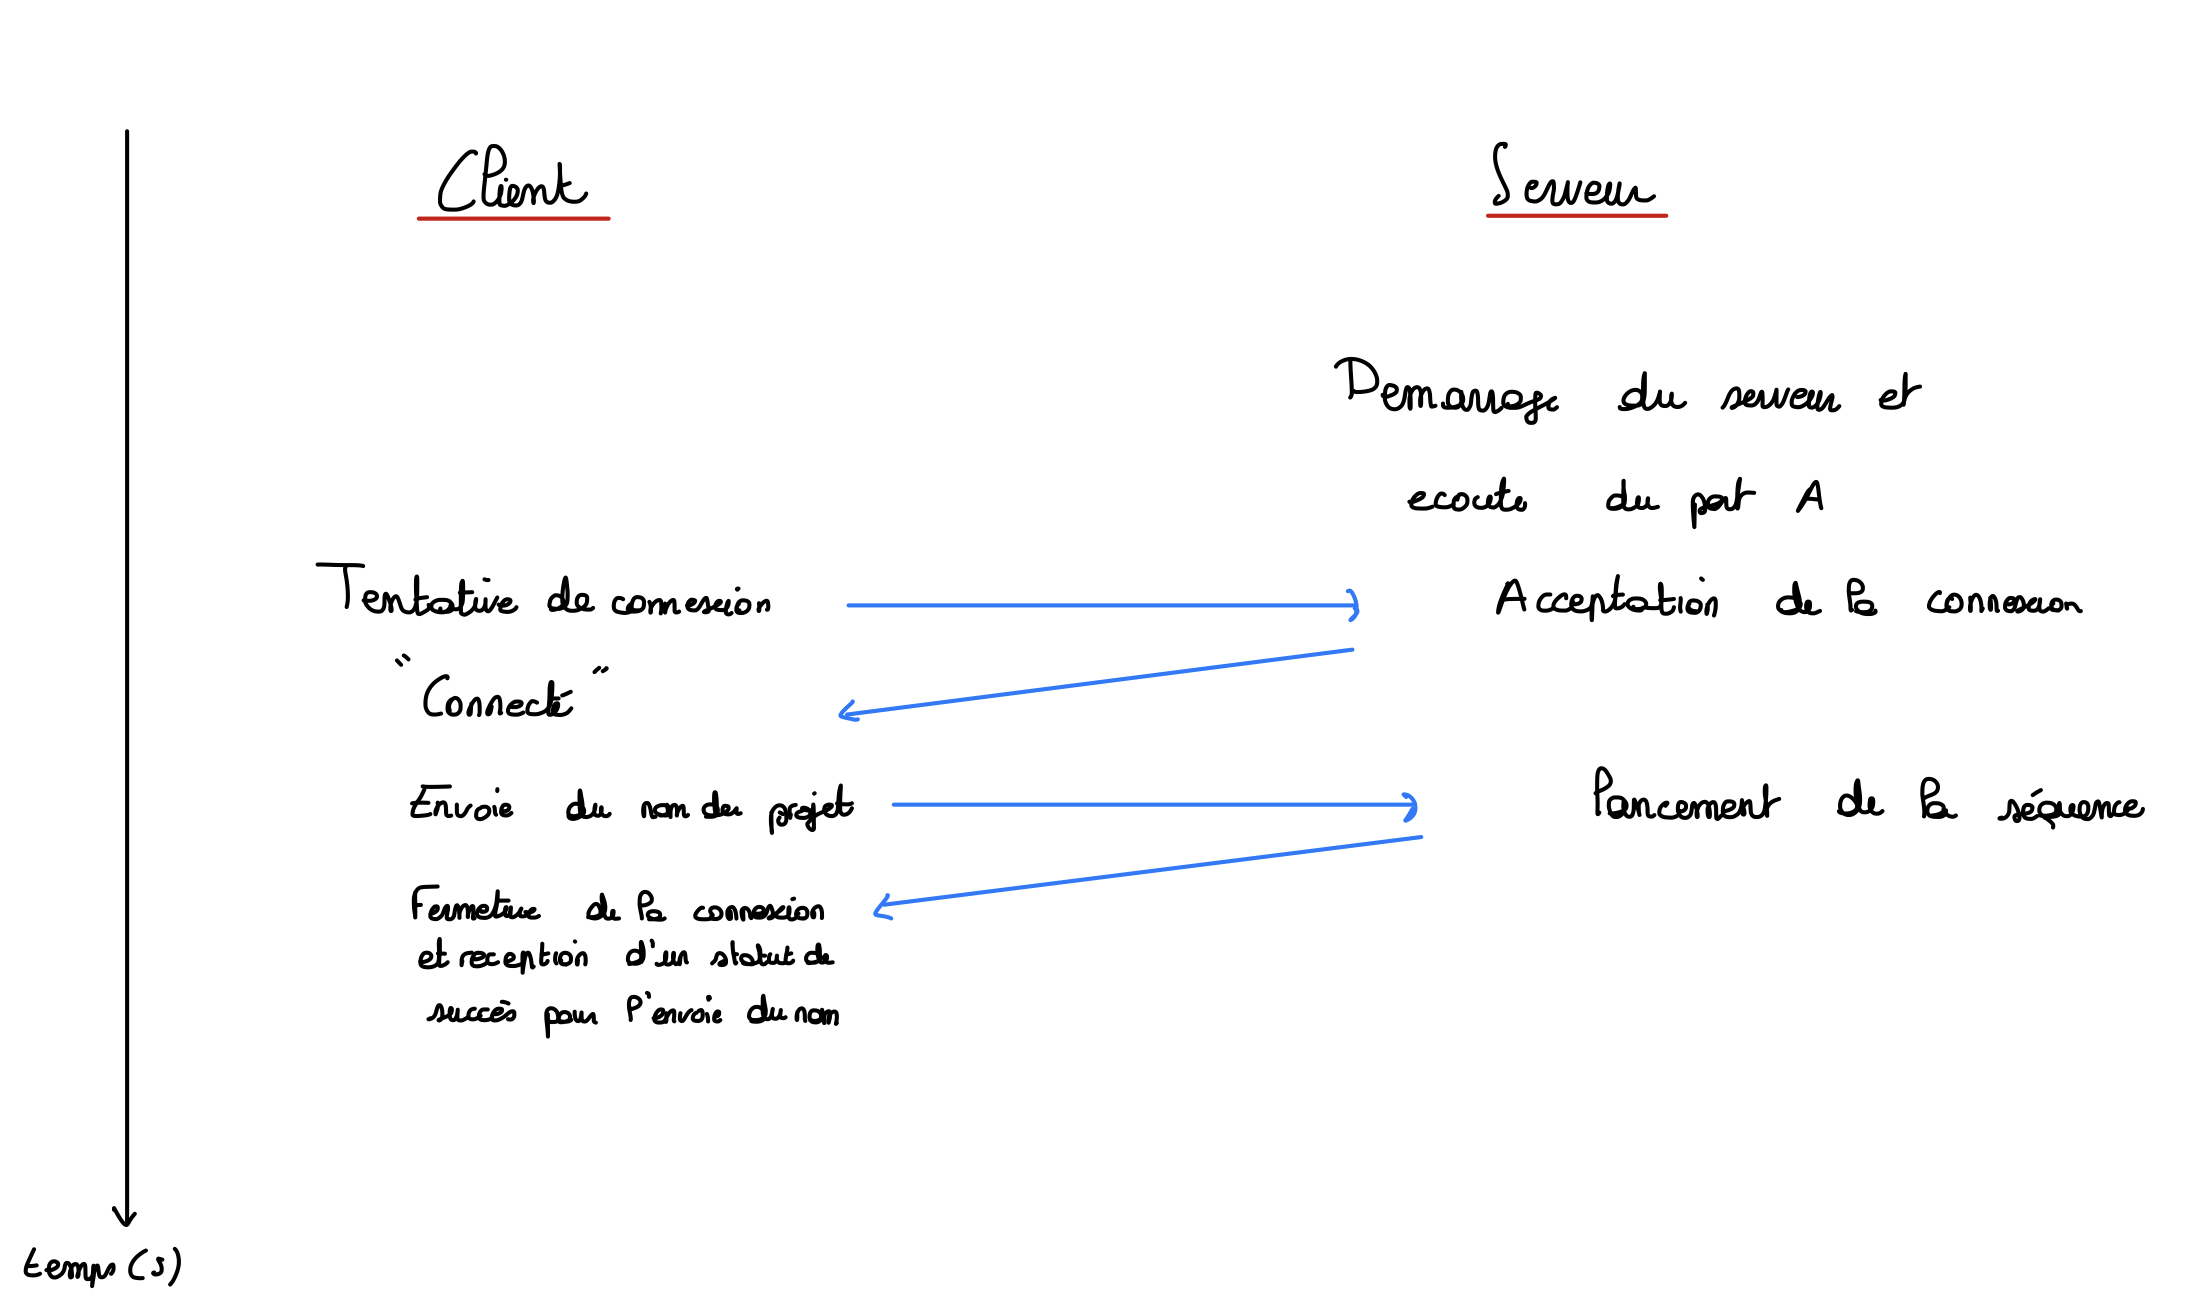 Client
Serveur
Demarrage du serveur et
ecoute du port A
Tentative de connexion
Acceptation de la connexion
"Connecté"
Envoie du nom du projet
lancement de la séquence
Fermeture de la connexion
et reception d'un statut de
succès pour l'envoie du nom
temps (s)